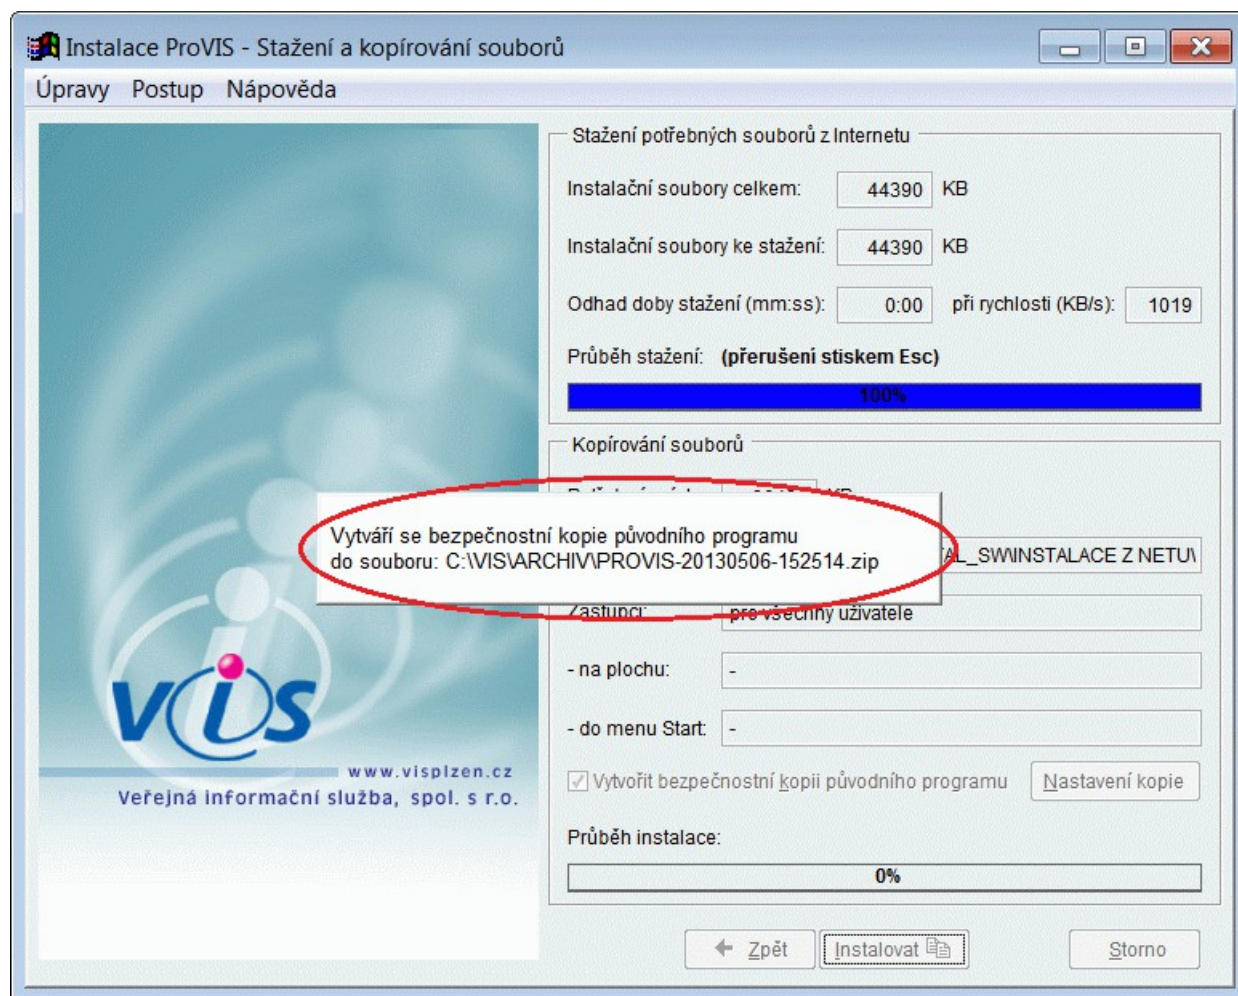 Instalace ProVIS - Stažení a kopírování souborů
Úpravy Postup Nápověda
Stažení potřebných souborů z Internetu
Instalační soubory celkem: 44390 KB
Instalační soubory ke stažení: 44390 KB
Odhad doby stažení (mm:ss): 0:00 při rychlosti (KB/s): 1019
Průběh stažení: (přerušení stiskem Esc)
100%
Kopírování souborů
Vytváří se bezpečnostní kopie původního programu
do souboru: C:\VIS\ARCHIV\PROVIS-20130506-152514.zip
AL_SW\INSTALACE Z NETU\
Zástupci: pro všechny uživatele
- na plochu: -
- do menu Start: -
Vytvořit bezpečnostní kopii původního programu Nastavení kopie
Průběh instalace:
0%
Zpět Instalovat Storno
vis
www.visplzen.cz
Veřejná informační služba, spol. s r.o.